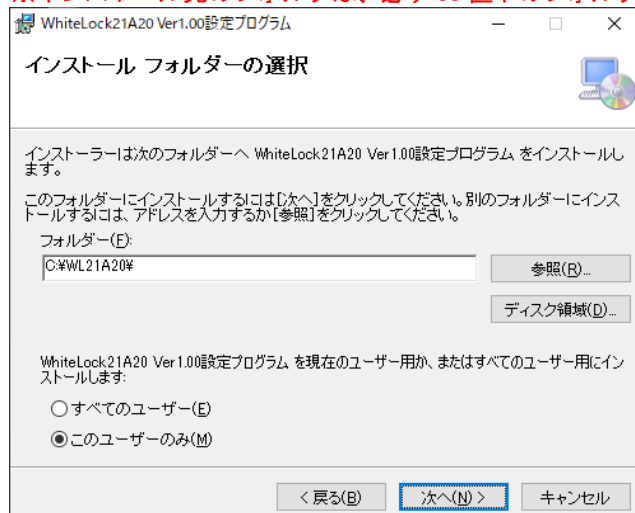 WhiteLock21A20 Ver1.00設定プログラム
インストール フォルダーの選択
インストーラーは次のフォルダーへ WhiteLock21A20 Ver1.00設定プログラム をインストールし
ます。
このフォルダーにインストールするには[次へ]をクリックしてください。別のフォルダーにインス
トールするには、アドレスを入力するか[参照]をクリックしてください。
フォルダー(F):
C:¥WL21A20¥
参照(R)...
ディスク領域(D)...
WhiteLock21A20 Ver1.00設定プログラム を現在のユーザー用か、またはすべてのユーザー用にイン
ストールします:
すべてのユーザー(E)
このユーザーのみ(M)
< 戻る(B)
次へ(N) >
キャンセル